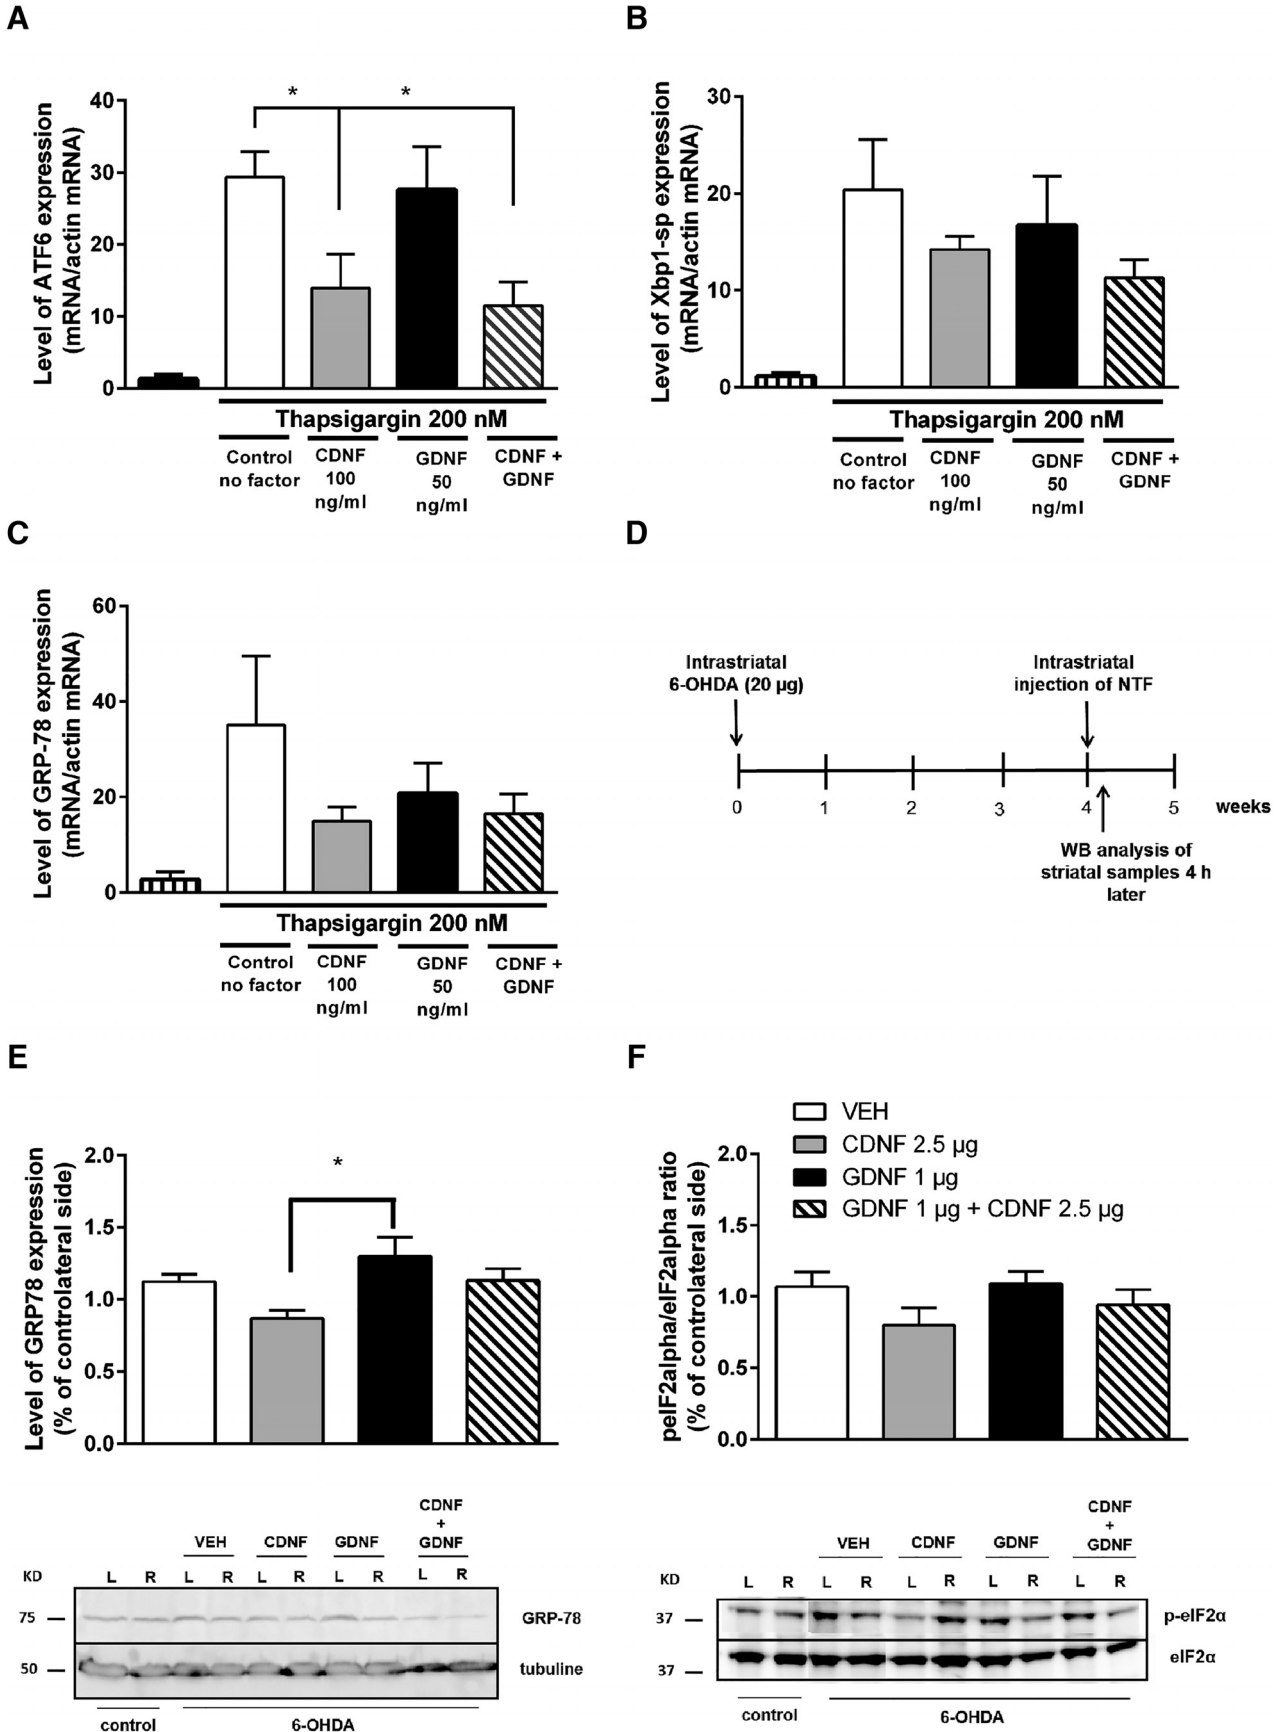 A
Level of ATF6 expression
(mRNA/actin mRNA)
40
30
20
10
0
*
*
Thapsigargin 200 nM
Control
no factor
CDNF
100
ng/ml
GDNF
50
ng/ml
CDNF +
GDNF
B
Level of Xbp1-sp expression
(mRNA/actin mRNA)
30
20
10
0
Thapsigargin 200 nM
Control
no factor
CDNF
100
ng/ml
GDNF
50
ng/ml
CDNF +
GDNF
C
Level of GRP-78 expression
(mRNA/actin mRNA)
60
40
20
0
Thapsigargin 200 nM
Control
no factor
CDNF
100
ng/ml
GDNF
50
ng/ml
CDNF +
GDNF
D
Intrastriatal
6-OHDA (20 µg)
Intrastriatal
injection of NTF
0 1 2 3 4 5 weeks
WB analysis of
striatal samples 4 h
later
E
Level of GRP78 expression
(% of controlateral side)
2.0
1.5
1.0
0.5
0.0
*
CDNF
+
VEH CDNF GDNF GDNF
KD L R L R L R L R L R
75 GRP-78
50 tubuline
control 6-OHDA
F
VEH
CDNF 2.5 µg
GDNF 1 µg
GDNF 1 µg + CDNF 2.5 µg
peIF2alpha/eIF2alpha ratio
(% of controlateral side)
2.0
1.5
1.0
0.5
0.0
CDNF
+
VEH CDNF GDNF GDNF
KD L R L R L R L R L R
37 p-eIF2α
eIF2α
37
control 6-OHDA